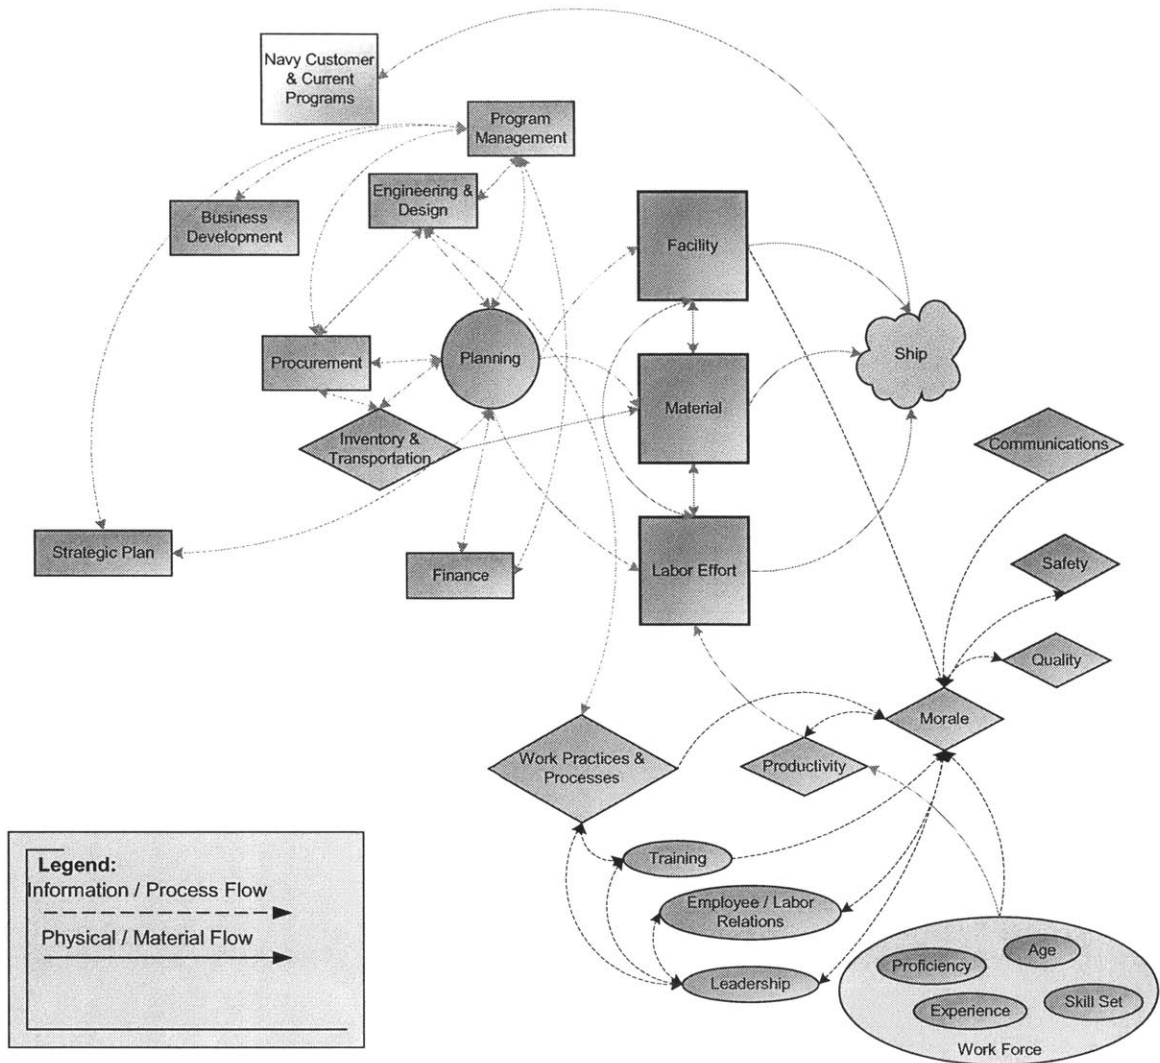 Navy Customer
& Current
Programs
Program
Management
Engineering &
Design
Business
Development
Facility
Procurement
Planning
Ship
Material
Inventory &
Transportation
Communications
Strategic Plan
Finance
Labor Effort
Safety
Quality
Morale
Work Practices &
Processes
Productivity
Training
Employee / Labor
Relations
Leadership
Proficiency
Age
Experience
Skill Set
Work Force
Legend:
Information / Process Flow
Physical / Material Flow